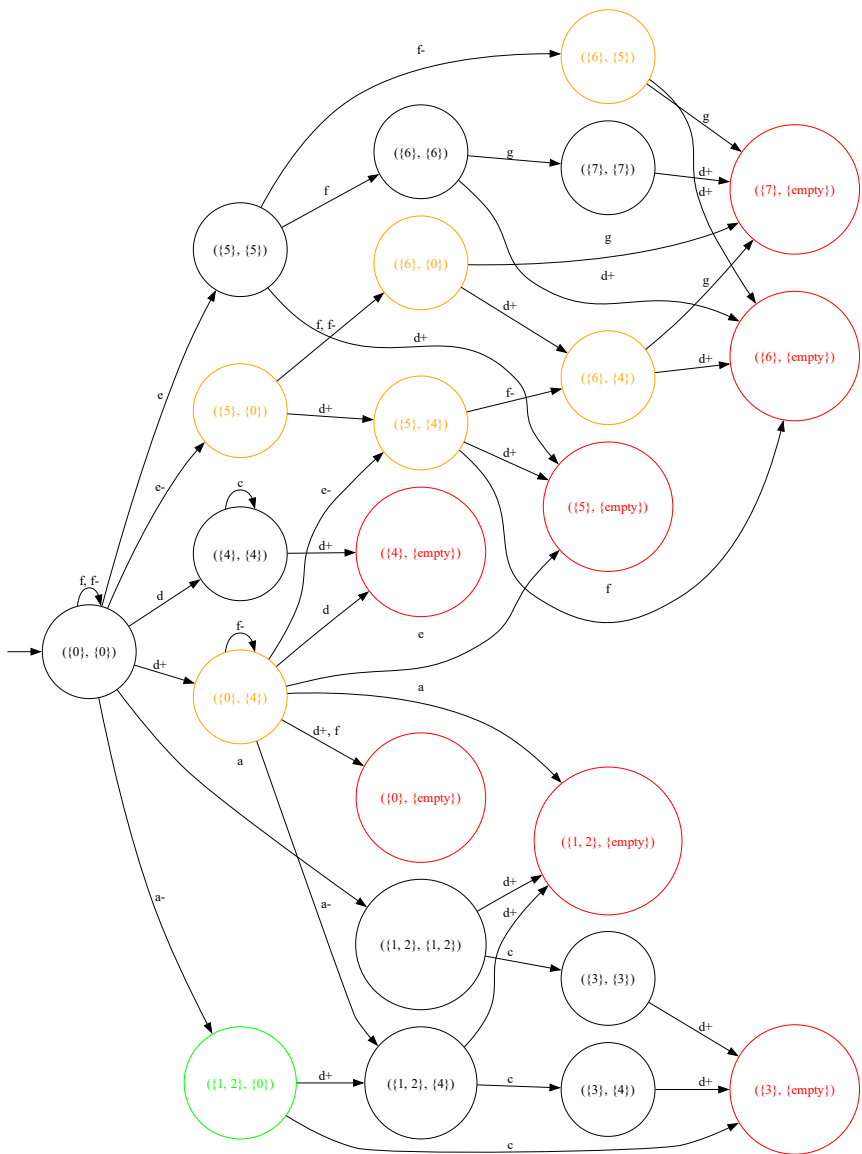 f-
({6}, {5})
g
({6}, {6})
g
({7}, {7})
d+
d+
({7}, {empty})
f
({5}, {5})
({6}, {0})
g
d+
g
d+
f, f-
d+
({6}, {empty})
d+
({6}, {4})
e
({5}, {0})
d+
({5}, {4})
f-
d+
e-
c
e-
({5}, {empty})
({4}, {4})
d+
({4}, {empty})
f, f-
d
f-
d
e
f
({0}, {0})
d+
({0}, {4})
a
d+, f
a
({0}, {empty})
({1, 2}, {empty})
a-
a-
d+
d+
({1, 2}, {1, 2})
c
({3}, {3})
d+
({1, 2}, {0})
d+
({1, 2}, {4})
c
({3}, {4})
d+
({3}, {empty})
c